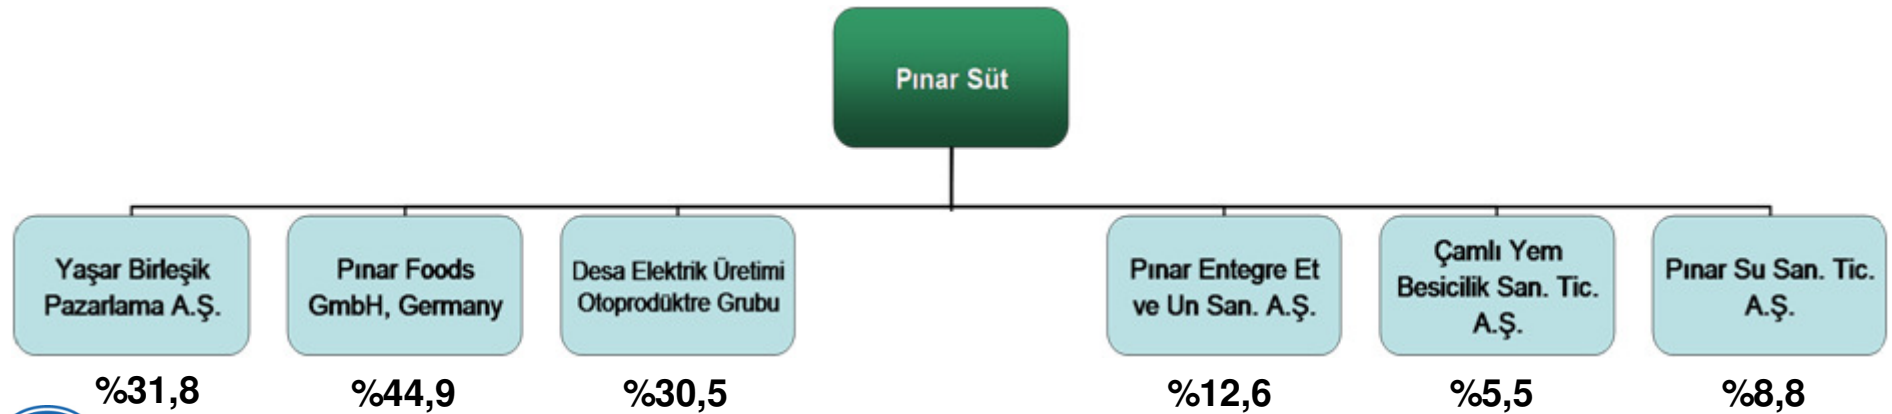 Pınar Süt
Yaşar Birleşik
Pazarlama A.Ş.
Pınar Foods
GmbH, Germany
Desa Elektrik Üretimi
Otoprodüktre Grubu
Pınar Entegre Et
ve Un San. A.Ş.
Çamlı Yem
Besicilik San. Tic.
A.Ş.
Pınar Su San. Tic.
A.Ş.
%31,8
%44,9
%30,5
%12,6
%5,5
%8,8